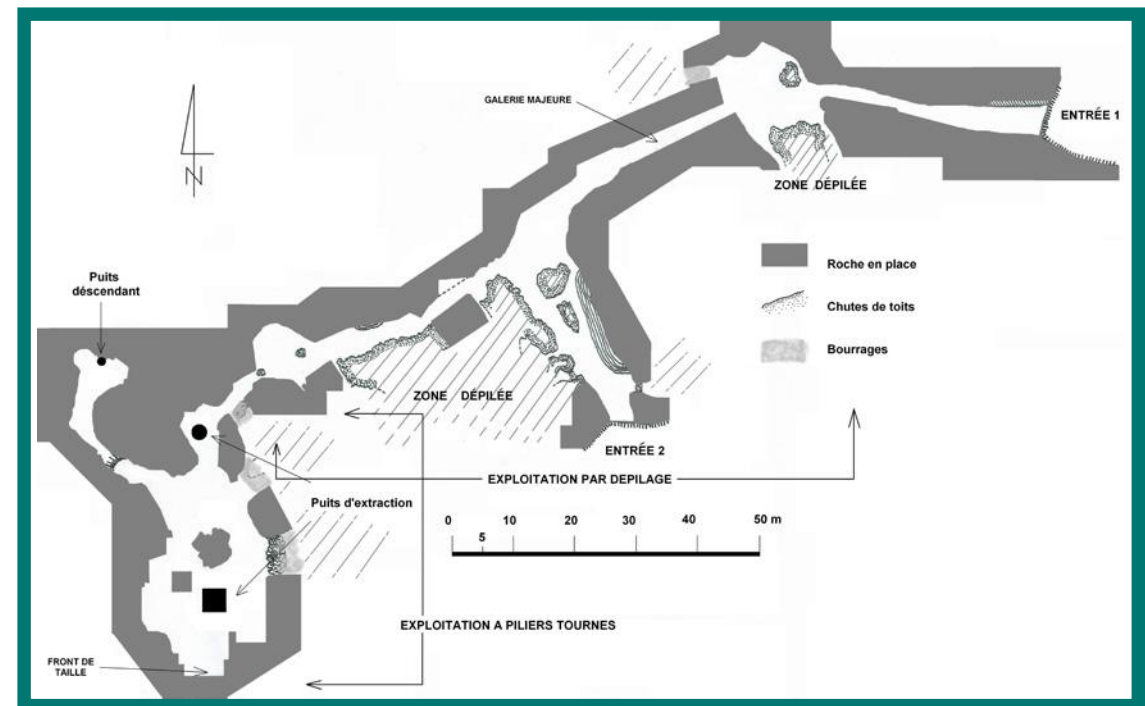 GALERIE MAJEURE
ENTRÉE 1
ZONE DÉPILÉE
N
Roche en place
Puits
déscendant
Chutes de toits
Bourrages
ZONE DÉPILÉE
ENTRÉE 2
EXPLOITATION PAR DEPILAGE
Puits d'extraction
0 10 20 30 40 50 m
5
EXPLOITATION A PILIERS TOURNES
FRONT DE
TAILLE